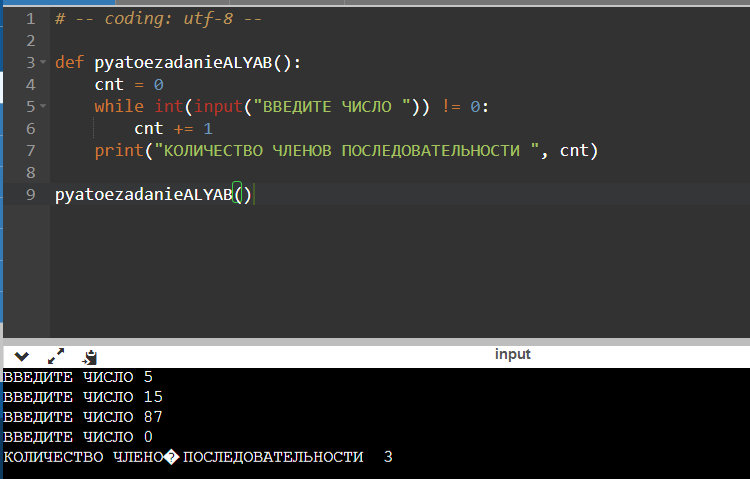 1 # -- coding: utf-8 --
2
3 def pyatoezadanieALYAB():
4 cnt = 0
5 while int(input("ВВЕДИТЕ ЧИСЛО ")) != 0:
6 cnt += 1
7 print("КОЛИЧЕСТВО ЧЛЕНОВ ПОСЛЕДОВАТЕЛЬНОСТИ ", cnt)
8
9 pyatoezadanieALYAB()
input
ВВЕДИТЕ ЧИСЛО 5
ВВЕДИТЕ ЧИСЛО 15
ВВЕДИТЕ ЧИСЛО 87
ВВЕДИТЕ ЧИСЛО 0
КОЛИЧЕСТВО ЧЛЕНО� ПОСЛЕДОВАТЕЛЬНОСТИ 3